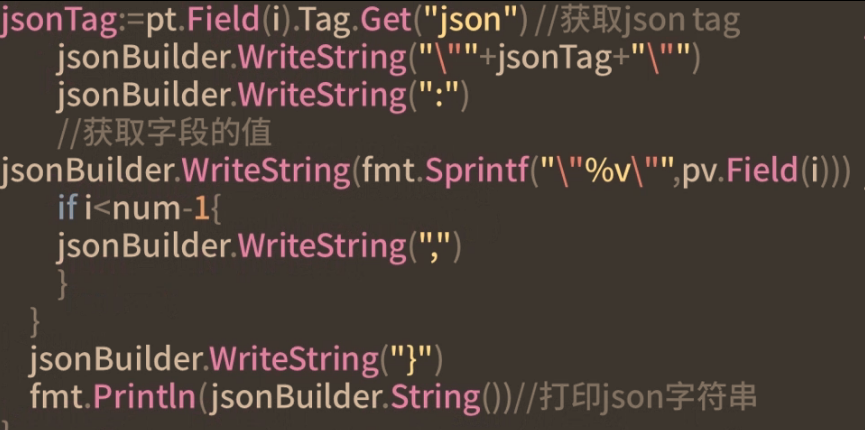 jsonTag:=pt.Field(i).Tag.Get("json")//获取json tag
jsonBuilder.WriteString("\""+jsonTag+"\"")
jsonBuilder.WriteString(":")
//获取字段的值
jsonBuilder.WriteString(fmt.Sprintf("\"%v\"",pv.Field(i)))
if i<num-1{
jsonBuilder.WriteString(",")
}
}
jsonBuilder.WriteString("}")
fmt.Println(jsonBuilder.String())//打印json字符串
}